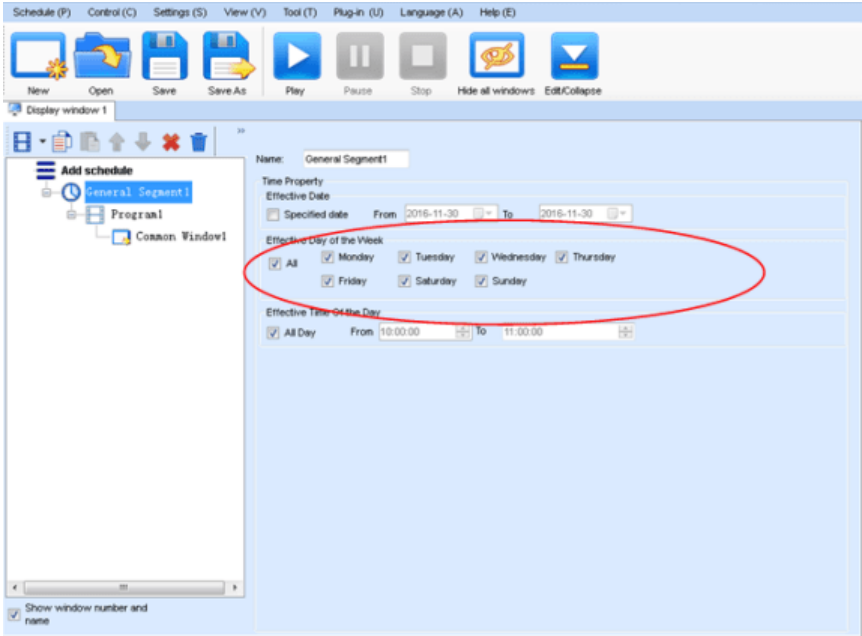 Schedule (P) Control (C) Settings (S) View (V) Tool (T) Plug-in (U) Language (A) Help (E)
New Open Save Save As Play Pause Stop Hide all windows Edit/Collapse
Display window 1
Add schedule
General Segment1
Program1
Common Window1
Show window number and
name
Name: General Segment1
Time Property
Effective Date
Specified date From 2016-11-30 To 2016-11-30
Effective Day of the Week
All Monday Tuesday Wednesday Thursday
Friday Saturday Sunday
Effective Time Of the Day
All Day From 10:00:00 To 11:00:00